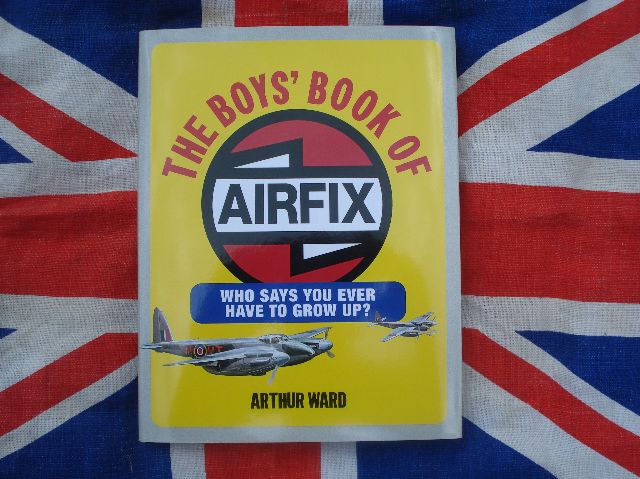 THE BOYS' BOOK OF
AIRFIX
WHO SAYS YOU EVER
HAVE TO GROW UP?
ARTHUR WARD